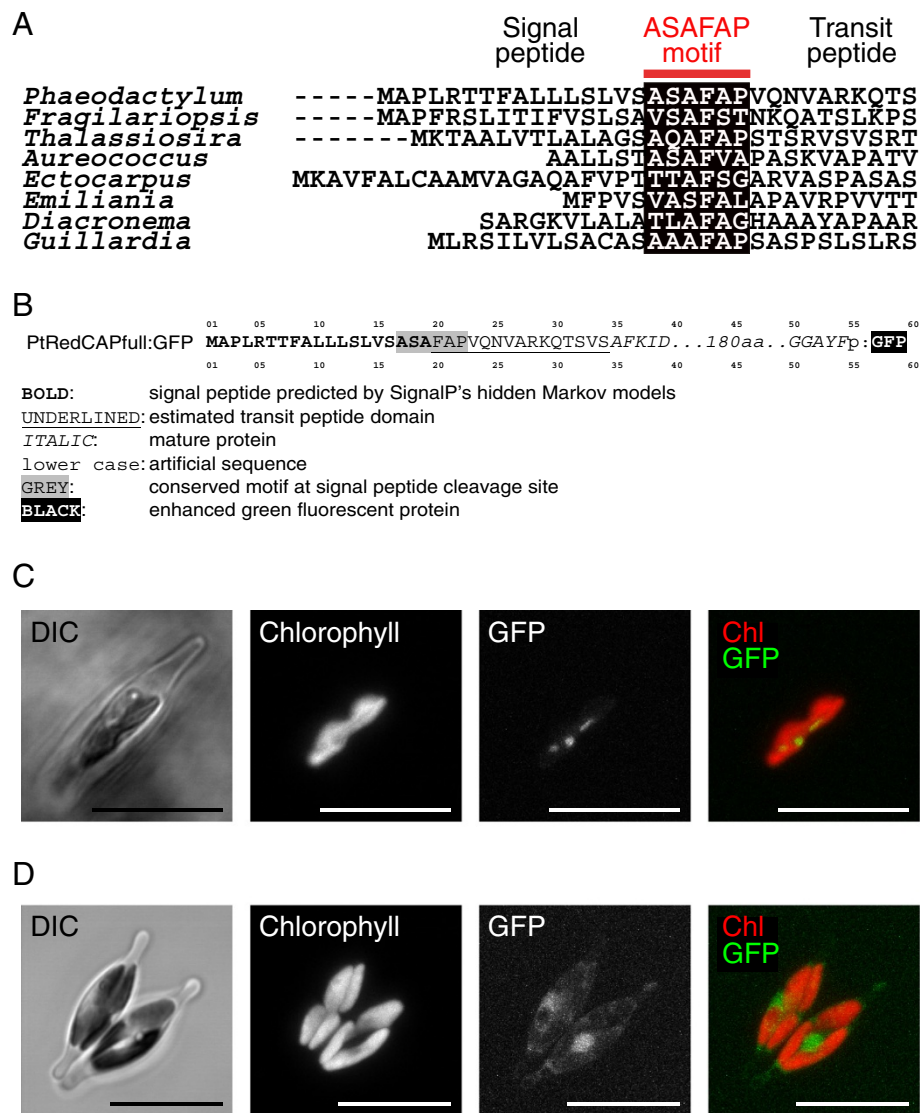 A
Signal peptide
ASAFAP motif
Transit peptide
Phaeodactylum -----MAPLRTTFALLLSLVSASAFAPVQNVARKQTS
Fragilariopsis -----MAPFRSLITIFVSLSAVSAFSTNKQATSLKPS
Thalassiosira -------MKTAALVTLALAGSAQAFAPSTSRVSVSRT
Aureococcus AALLSTASAFVAPASKVAPATV
Ectocarpus MKAVFALCAAMVAGAQAFVPTTTAFSGARVASPASAS
Emiliania MFPVSVASFALAPAVRPVVTT
Diacronema SARGKVLALATLAFAGHAAAYAPAAR
Guillardia MLRSILVLSACASAAAFAPSASPSLSLRS
B
01 05 10 15 20 25 30 35 40 45 50 55 60
PtRedCAPfull:GFP MAPLRTTFALLLSLVSASAFAPVQNVARKQTSVSAFKID...180aa..GGAYFp:GFP
01 05 10 15 20 25 30 35 40 45 50 55 60
BOLD: signal peptide predicted by SignalP's hidden Markov models
UNDERLINED: estimated transit peptide domain
ITALIC: mature protein
lower case: artificial sequence
GREY: conserved motif at signal peptide cleavage site
BLACK: enhanced green fluorescent protein
C
DIC
Chlorophyll
GFP
Chl
GFP
D
DIC
Chlorophyll
GFP
Chl
GFP